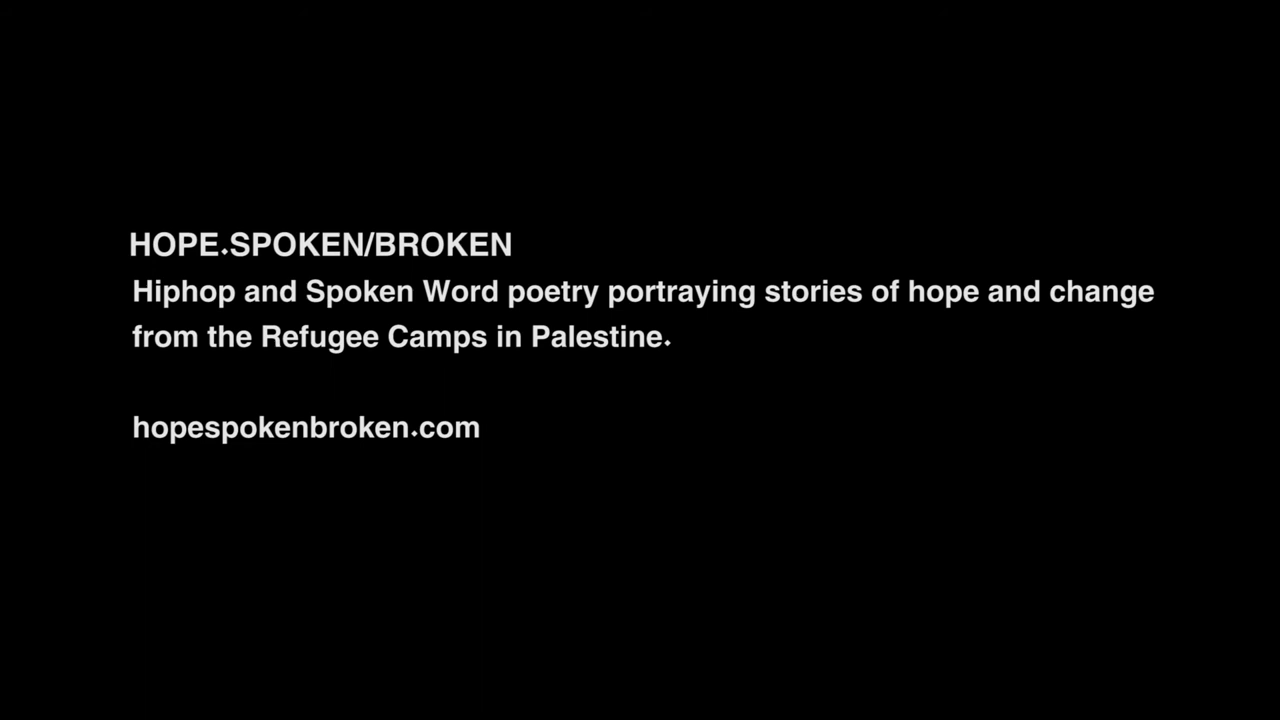 HOPE.SPOKEN/BROKEN
Hiphop and Spoken Word poetry portraying stories of hope and change
from the Refugee Camps in Palestine.
hopespokenbroken.com